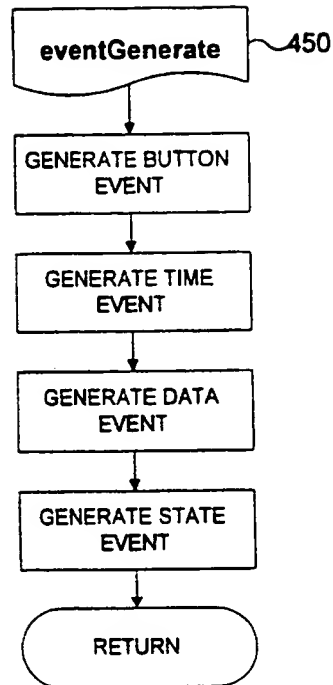 eventGenerate 450
GENERATE BUTTON
EVENT
GENERATE TIME
EVENT
GENERATE DATA
EVENT
GENERATE STATE
EVENT
RETURN